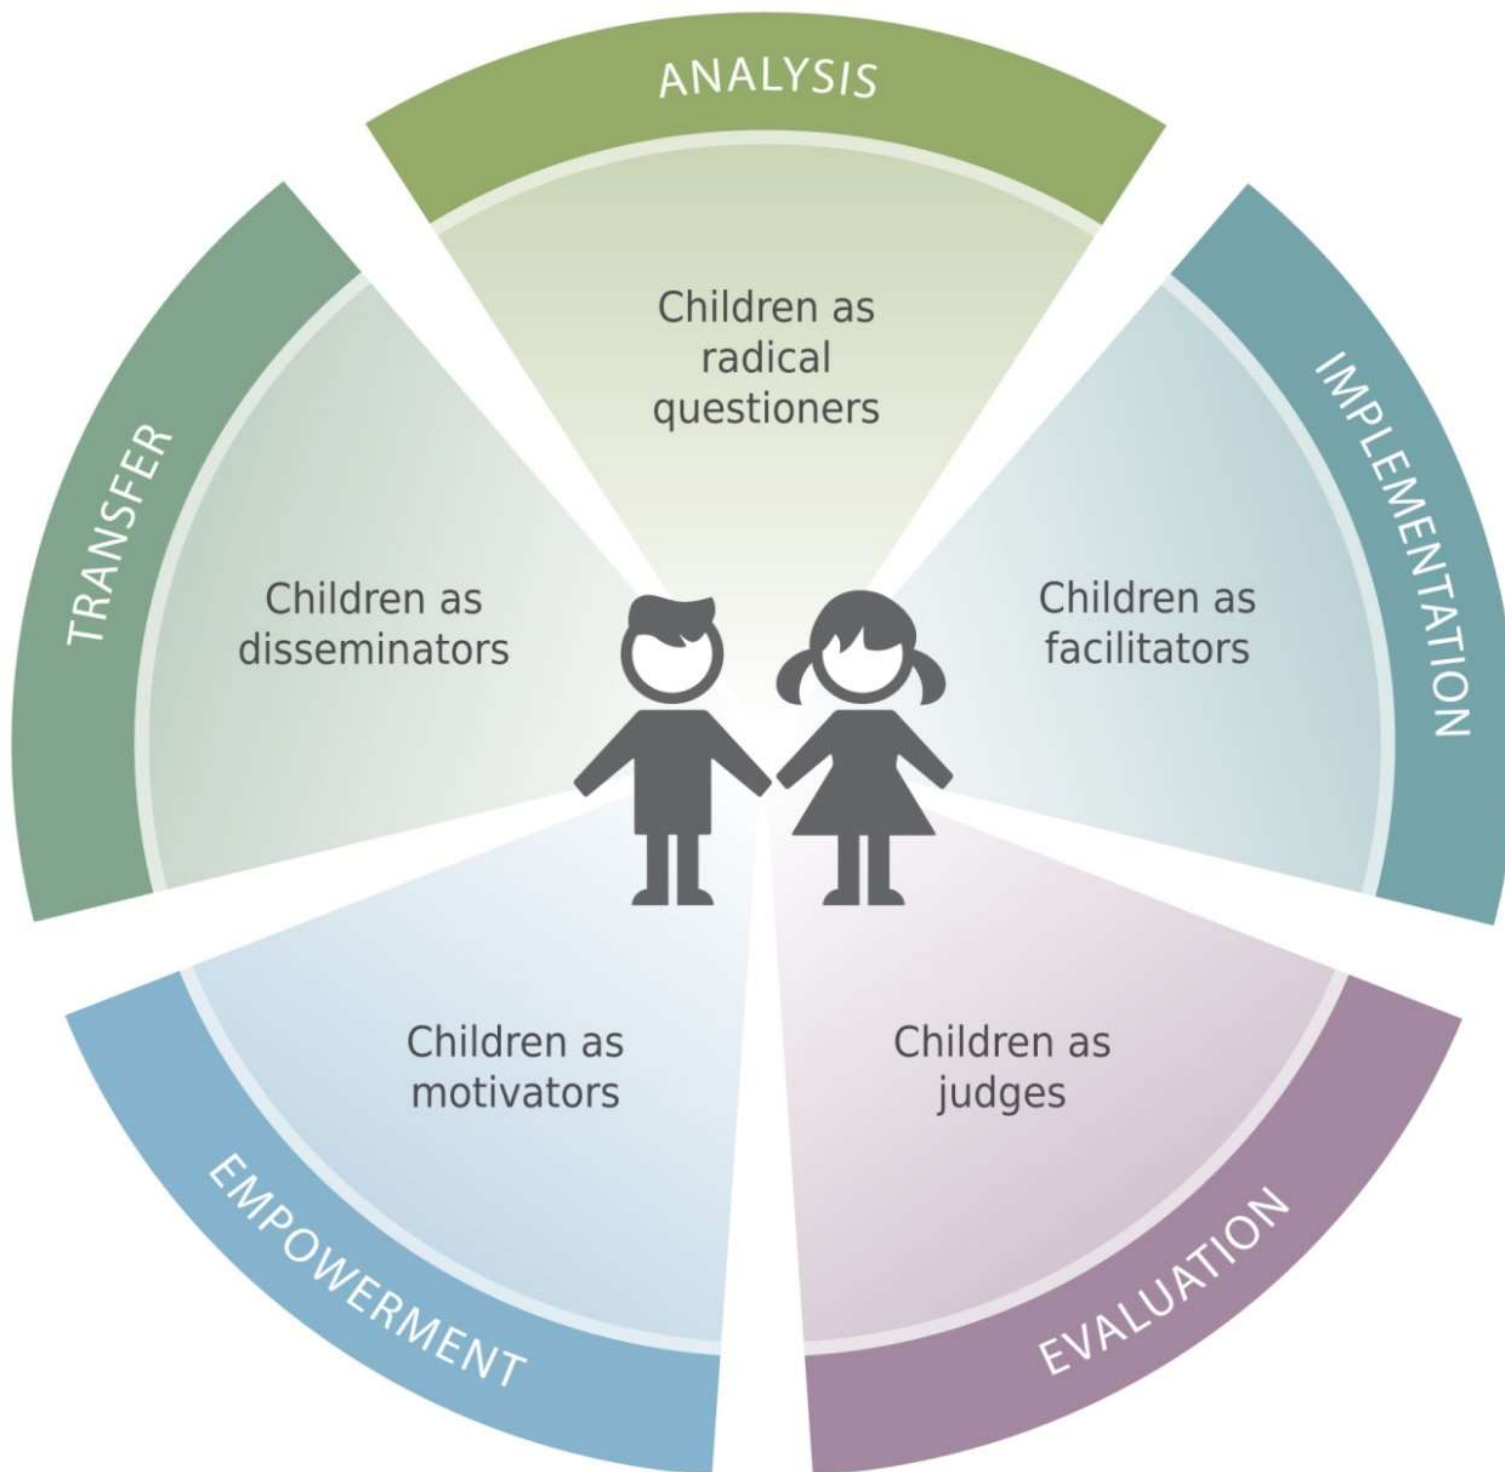 ANALYSIS
Children as
radical
questioners
IMPLEMENTATION
Children as
facilitators
EVALUATION
Children as
judges
EMPOWERMENT
Children as
motivators
TRANSFER
Children as
disseminators